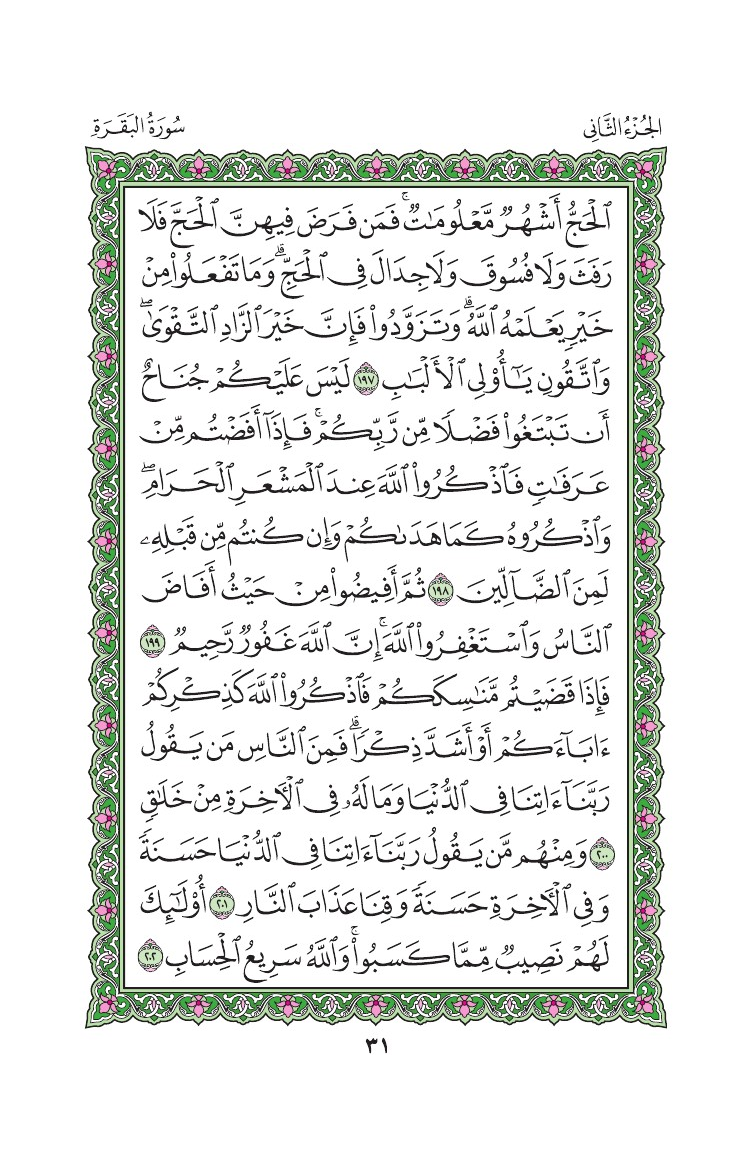 الجُزْءُ الثَّانِي
سُورَةُ البَقَرَةِ
ٱلْحَجُّ أَشْهُرٌ مَّعْلُومَٰتٌ ۚ فَمَن فَرَضَ فِيهِنَّ ٱلْحَجَّ فَلَا
رَفَثَ وَلَا فُسُوقَ وَلَا جِدَالَ فِى ٱلْحَجِّ ۗ وَمَا تَفْعَلُوا۟ مِنْ
خَيْرٍ يَعْلَمْهُ ٱللَّهُ ۗ وَتَزَوَّدُوا۟ فَإِنَّ خَيْرَ ٱلزَّادِ ٱلتَّقْوَىٰ ۖ
وَٱتَّقُونِ يَٰٓأُو۟لِى ٱلْأَلْبَٰبِ ١٩٧ لَيْسَ عَلَيْكُمْ جُنَاحٌ
أَن تَبْتَغُوا۟ فَضْلًا مِّن رَّبِّكُمْ ۚ فَإِذَآ أَفَضْتُم مِّنْ
عَرَفَٰتٍ فَٱذْكُرُوا۟ ٱللَّهَ عِندَ ٱلْمَشْعَرِ ٱلْحَرَامِ ۖ
وَٱذْكُرُوهُ كَمَا هَدَىٰكُمْ وَإِن كُنتُم مِّن قَبْلِهِۦ
لَمِنَ ٱلضَّآلِّينَ ١٩٨ ثُمَّ أَفِيضُوا۟ مِنْ حَيْثُ أَفَاضَ
ٱلنَّاسُ وَٱسْتَغْفِرُوا۟ ٱللَّهَ ۚ إِنَّ ٱللَّهَ غَفُورٌ رَّحِيمٌ ١٩٩
فَإِذَا قَضَيْتُم مَّنَٰسِكَكُمْ فَٱذْكُرُوا۟ ٱللَّهَ كَذِكْرِكُمْ
ءَابَآءَكُمْ أَوْ أَشَدَّ ذِكْرًا ۗ فَمِنَ ٱلنَّاسِ مَن يَقُولُ
رَبَّنَآ ءَاتِنَا فِى ٱلدُّنْيَا وَمَا لَهُۥ فِى ٱلْءَاخِرَةِ مِنْ خَلَٰقٍ
٢٠٠ وَمِنْهُم مَّن يَقُولُ رَبَّنَآ ءَاتِنَا فِى ٱلدُّنْيَا حَسَنَةً
وَفِى ٱلْءَاخِرَةِ حَسَنَةً وَقِنَا عَذَابَ ٱلنَّارِ ٢٠١ أُو۟لَٰٓئِكَ
لَهُمْ نَصِيبٌ مِّمَّا كَسَبُوا۟ ۚ وَٱللَّهُ سَرِيعُ ٱلْحِسَابِ ٢٠٢
٣١